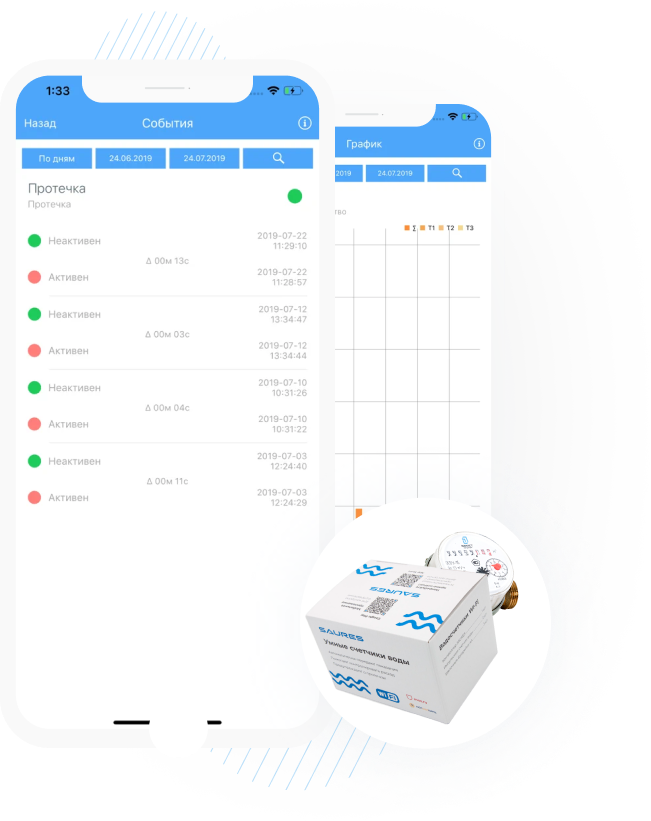 1:33
Назад
События
По дням
24.06.2019
24.07.2019
Протечка
Протечка
Неактивен
2019-07-22
11:29:10
Δ 00м 13с
Активен
2019-07-22
11:28:57
Неактивен
2019-07-12
13:34:47
Δ 00м 03с
Активен
2019-07-12
13:34:44
Неактивен
2019-07-10
10:31:26
Δ 00м 04с
Активен
2019-07-10
10:31:22
Неактивен
2019-07-03
12:24:40
Δ 00м 11с
Активен
2019-07-03
12:24:29
График
2019
24.07.2019
тво
Σ T1 T2 T3
SAURES
SAURES
Умные счетчики воды
WiFi